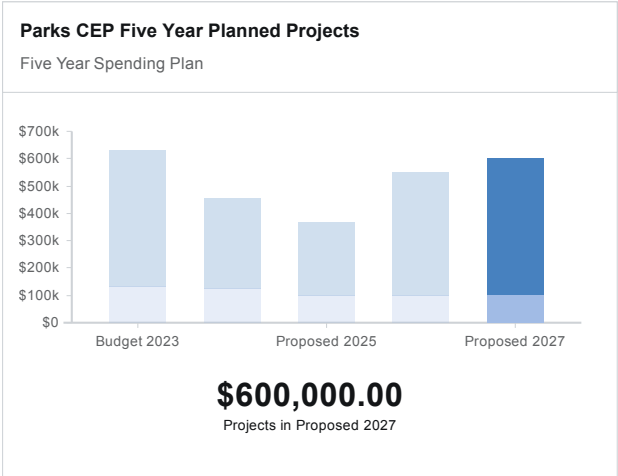 Parks CEP Five Year Planned Projects
Five Year Spending Plan
$700k
$600k
$500k
$400k
$300k
$200k
$100k
$0
Budget 2023 Proposed 2025 Proposed 2027
$600,000.00
Projects in Proposed 2027